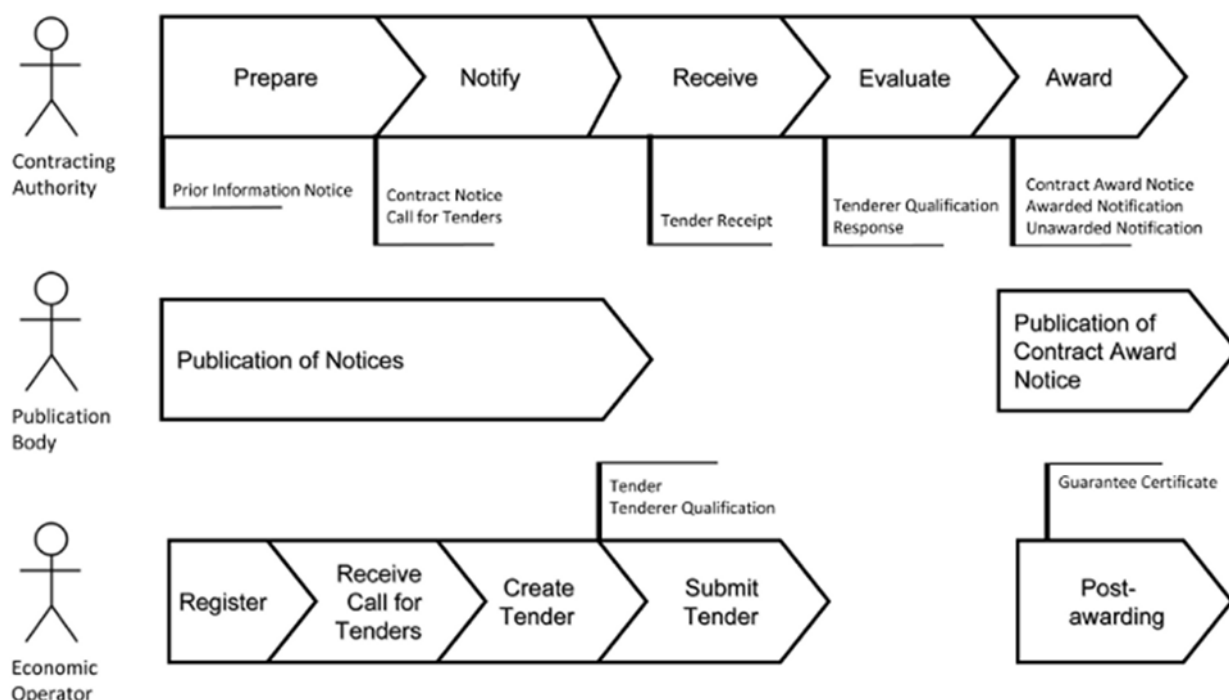 Prepare
Notify
Receive
Evaluate
Award
Contracting
Authority
Prior Information Notice
Contract Notice
Call for Tenders
Tender Receipt
Tenderer Qualification
Response
Contract Award Notice
Awarded Notification
Unawarded Notification
Publication
Body
Publication of Notices
Publication of
Contract Award
Notice
Tender
Tenderer Qualification
Guarantee Certificate
Economic
Operator
Register
Receive
Call for
Tenders
Create
Tender
Submit
Tender
Post-
awarding